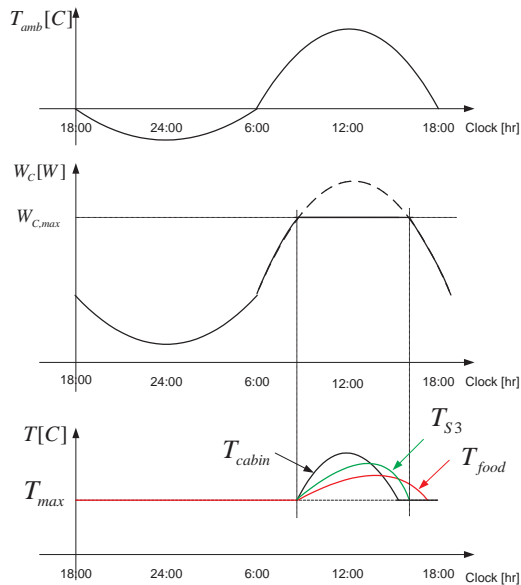 T_amb [C]
18:00 24:00 6:00 12:00 18:00 Clock [hr]
W_C [W]
W_C,max
18:00 24:00 6:00 12:00 18:00 Clock [hr]
T [C]
T_S3
T_cabin
T_food
T_max
18:00 24:00 6:00 12:00 18:00 Clock [hr]